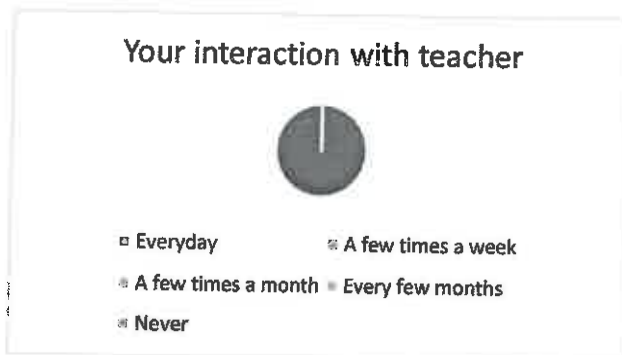 Your interaction with teacher
Everyday
A few times a week
A few times a month
Every few months
Never